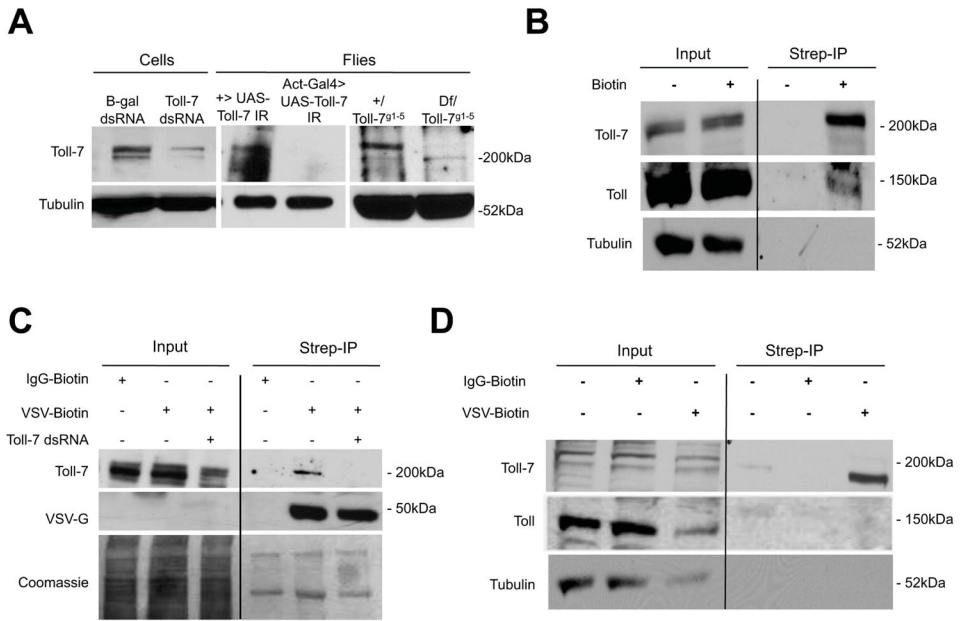 A
Cells
Flies
B-gal dsRNA
Toll-7 dsRNA
+> UAS-Toll-7 IR
Act-Gal4> UAS-Toll-7 IR
+/ Toll-7g1-5
Df/ Toll-7g1-5
Toll-7
-200kDa
Tubulin
-52kDa
B
Input
Strep-IP
Biotin - + - +
Toll-7
- 200kDa
Toll
- 150kDa
Tubulin
- 52kDa
C
Input
Strep-IP
IgG-Biotin + - - + - -
VSV-Biotin - + + - + +
Toll-7 dsRNA - - + - - +
Toll-7
- 200kDa
VSV-G
- 50kDa
Coomassie
D
Input
Strep-IP
IgG-Biotin - + - - + -
VSV-Biotin - - + - - +
Toll-7
- 200kDa
Toll
- 150kDa
Tubulin
- 52kDa